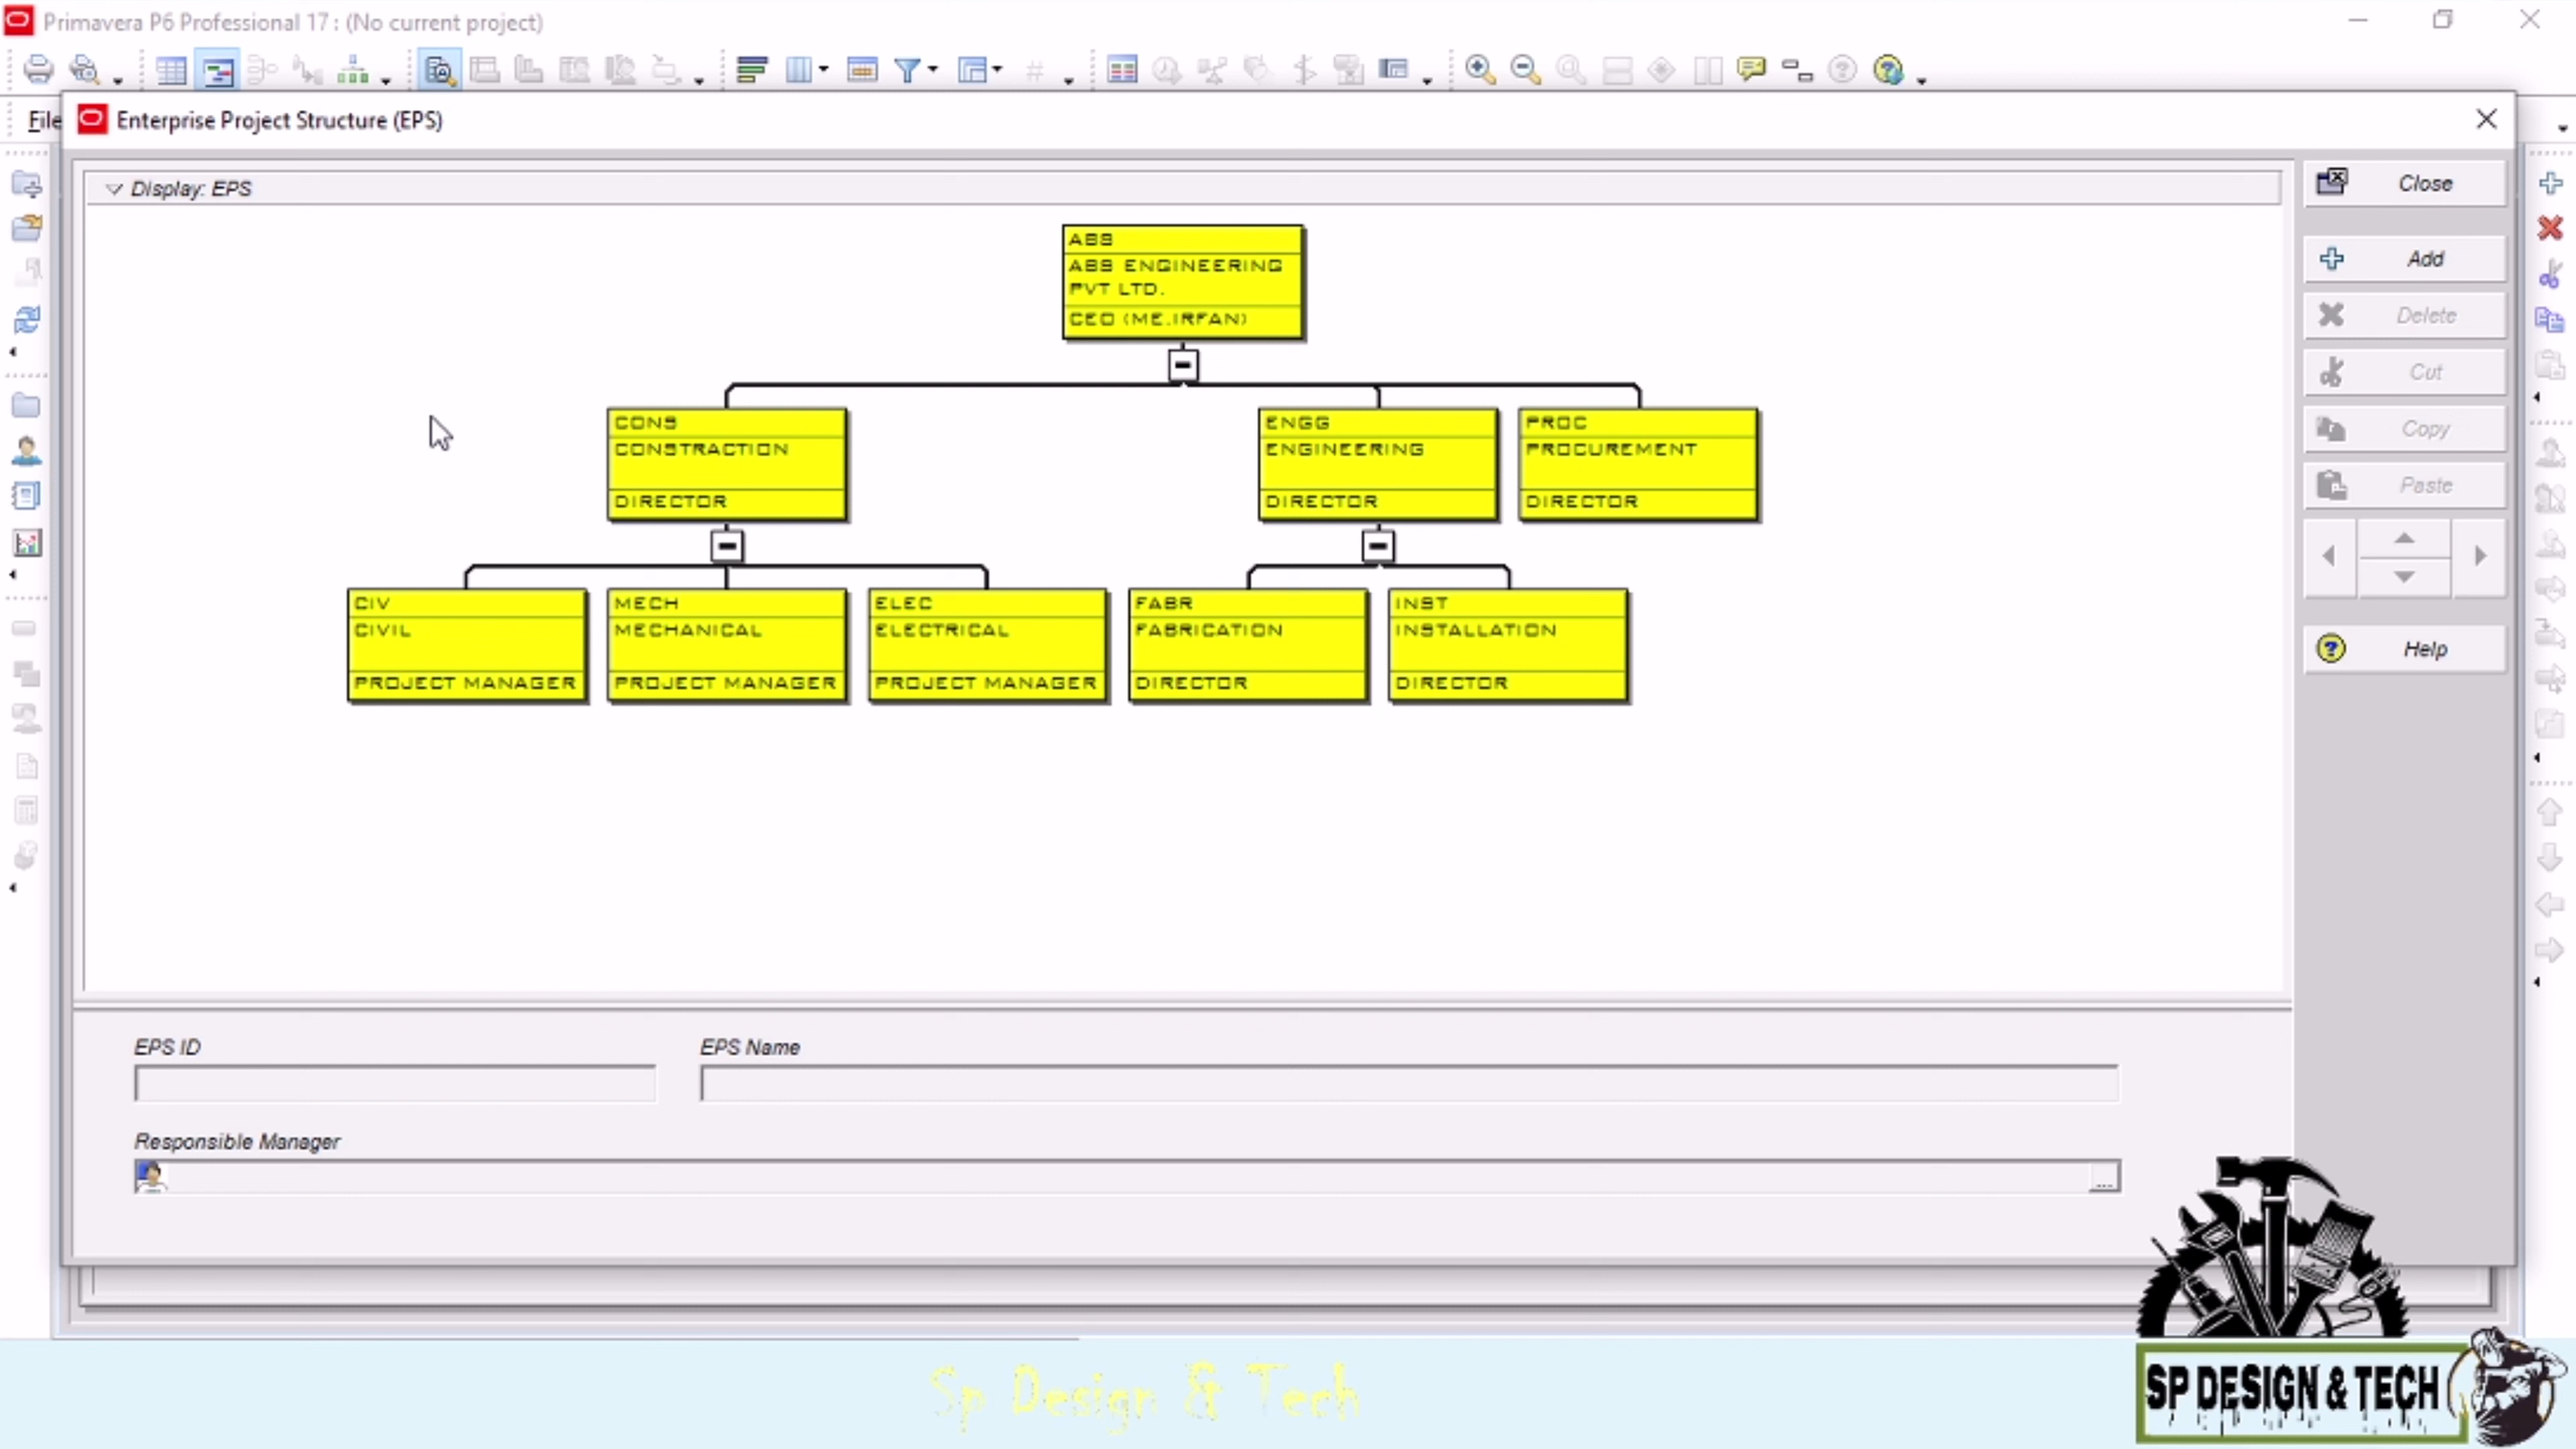 Primavera P6 Professional 17 : (No current project)
File
Enterprise Project Structure (EPS)
Display: EPS
Close
Add
Delete
Cut
Copy
Paste
Help
ABS
ABS ENGINEERING
PVT LTD.
CEO (ME.IRFAN)
CONS
CONSTRACTION
DIRECTOR
ENGG
ENGINEERING
DIRECTOR
PROC
PROCUREMENT
DIRECTOR
CIV
CIVIL
PROJECT MANAGER
MECH
MECHANICAL
PROJECT MANAGER
ELEC
ELECTRICAL
PROJECT MANAGER
FABR
FABRICATION
DIRECTOR
INST
INSTALLATION
DIRECTOR
EPS ID
EPS Name
Responsible Manager
...
Sp Design & Tech
SP DESIGN & TECH